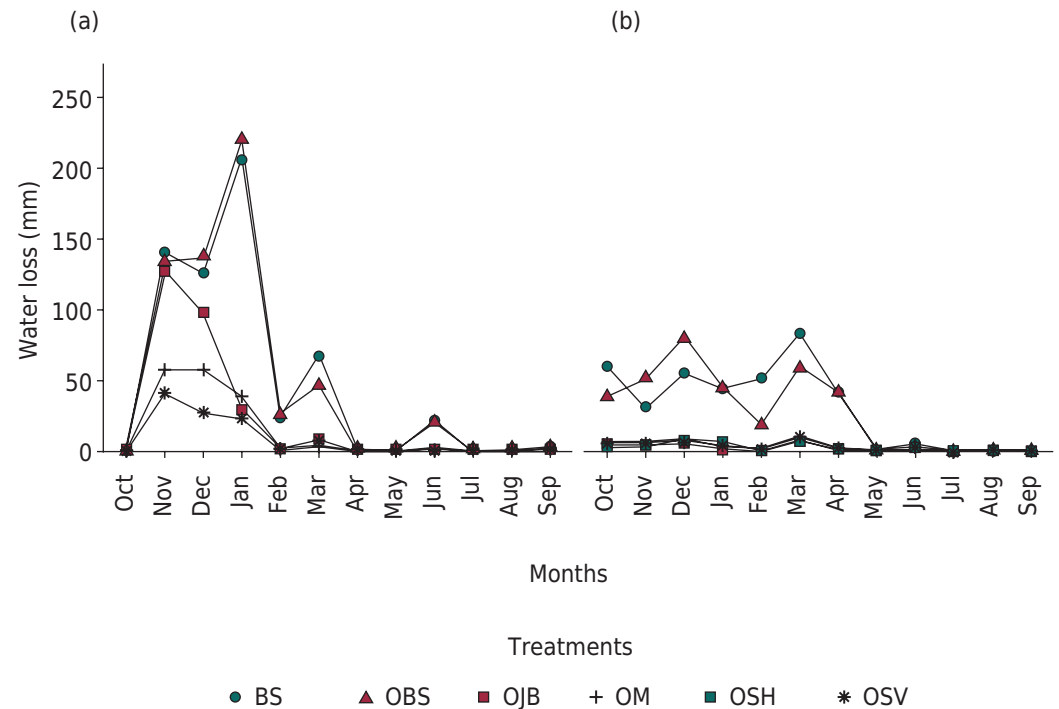 (a) (b)
250
200
150
100
50
0
Water loss (mm)
Oct Nov Dec Jan Feb Mar Apr May Jun Jul Aug Sep Oct Nov Dec Jan Feb Mar Apr May Jun Jul Aug Sep
Months
Treatments
BS OBS OJB OM OSH OSV